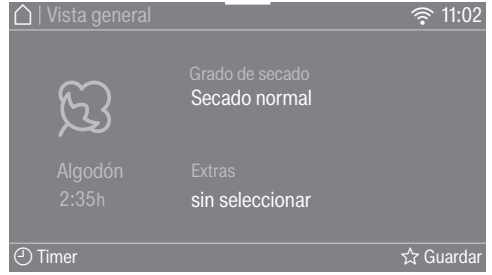 | Vista general
11:02
Grado de secado
Secado normal
Algodón
2:35h
Extras
sin seleccionar
Timer
Guardar